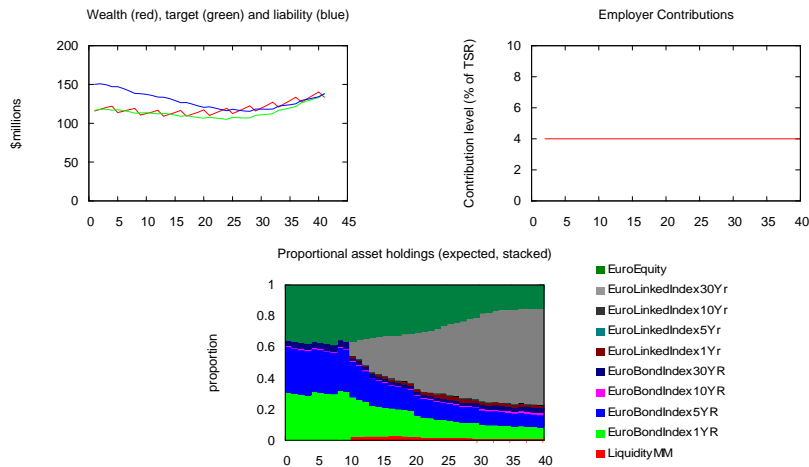 Wealth (red), target (green) and liability (blue)
$millions
200
150
100
50
0
0 5 10 15 20 25 30 35 40 45
Employer Contributions
Contribution level (% of TSR)
10
8
6
4
2
0
0 5 10 15 20 25 30 35 40
Proportional asset holdings (expected, stacked)
proportion
1
0.8
0.6
0.4
0.2
0
0 5 10 15 20 25 30 35 40
EuroEquity
EuroLinkedIndex30Yr
EuroLinkedIndex10Yr
EuroLinkedIndex5Yr
EuroLinkedIndex1Yr
EuroBondIndex30YR
EuroBondIndex10YR
EuroBondIndex5YR
EuroBondIndex1YR
LiquidityMM